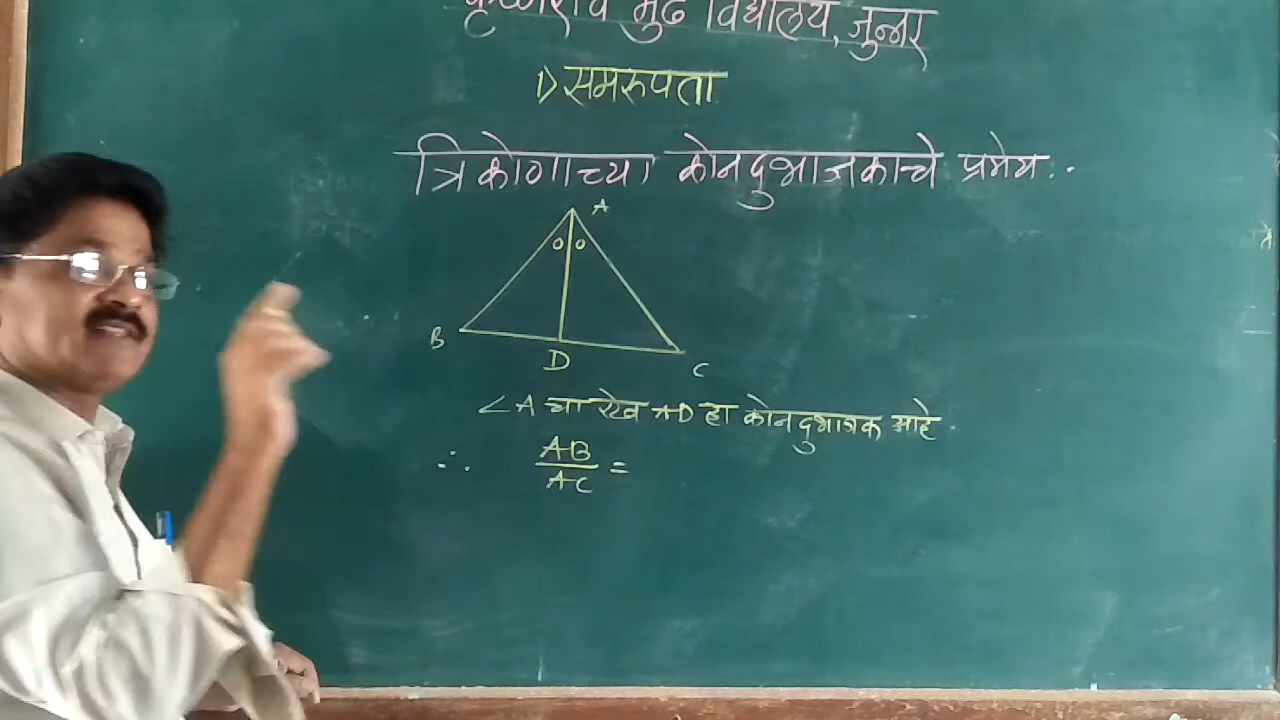 मुंढे विद्यालय, जुन्नर
1) समरुपता
त्रिकोणाच्या कोनदुभाजकाचे प्रमेय..
A
o o
B
D
C
∠A चा रेख AD हा कोनदुभाजक आहे.
∴ AB/AC =